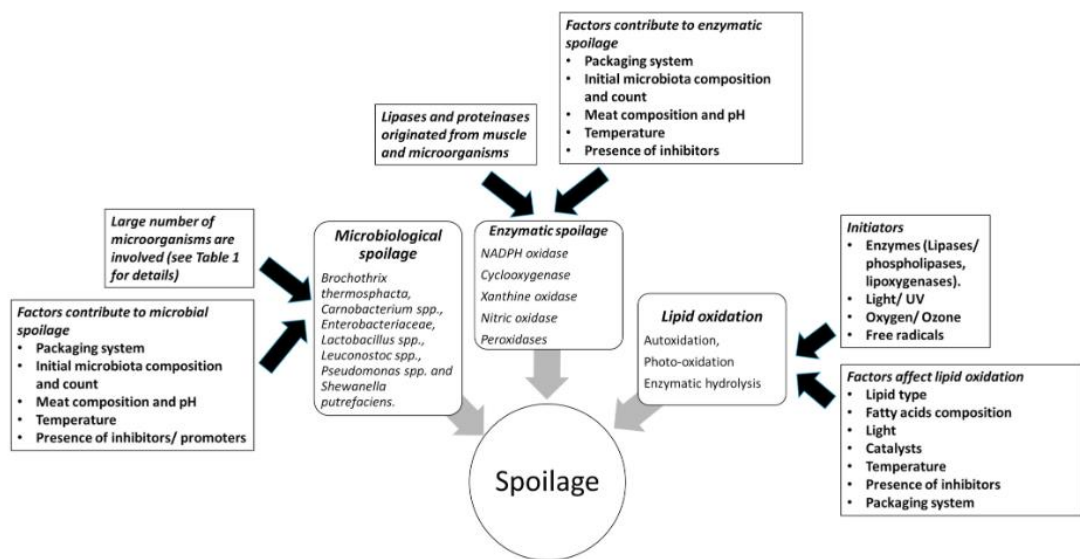 Factors contribute to enzymatic
spoilage
• Packaging system
• Initial microbiota composition
and count
• Meat composition and pH
• Temperature
• Presence of inhibitors
Lipases and proteinases
originated from muscle
and microorganisms
Large number of
microorganisms are
involved (see Table 1
for details)
Factors contribute to microbial
spoilage
• Packaging system
• Initial microbiota composition
and count
• Meat composition and pH
• Temperature
• Presence of inhibitors/ promoters
Microbiological
spoilage
Brochothrix
thermosphacta,
Carnobacterium spp.,
Enterobacteriaceae,
Lactobacillus spp.,
Leuconostoc spp.,
Pseudomonas spp. and
Shewanella
putrefaciens.
Enzymatic spoilage
NADPH oxidase
Cyclooxygenase
Xanthine oxidase
Nitric oxidase
Peroxidases
Lipid oxidation
Autoxidation,
Photo-oxidation
Enzymatic hydrolysis
Initiators
• Enzymes (Lipases/
phospholipases,
lipoxygenases).
• Light/ UV
• Oxygen/ Ozone
• Free radicals
Factors affect lipid oxidation
• Lipid type
• Fatty acids composition
• Light
• Catalysts
• Temperature
• Presence of inhibitors
• Packaging system
Spoilage